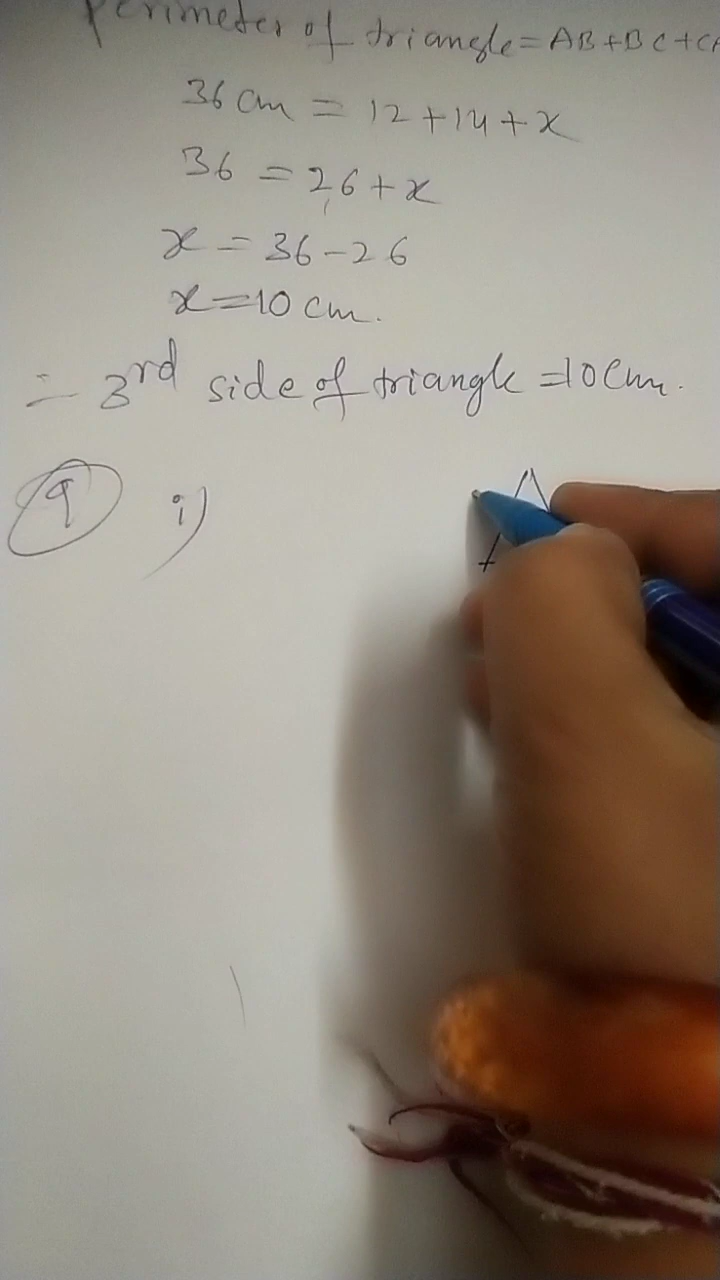 Perimeter of triangle = AB + BC + CA
36 cm = 12 + 14 + x
36 = 26 + x
x = 36 - 26
x = 10 cm.
= 3rd side of triangle = 10 cm.
9 i)
A